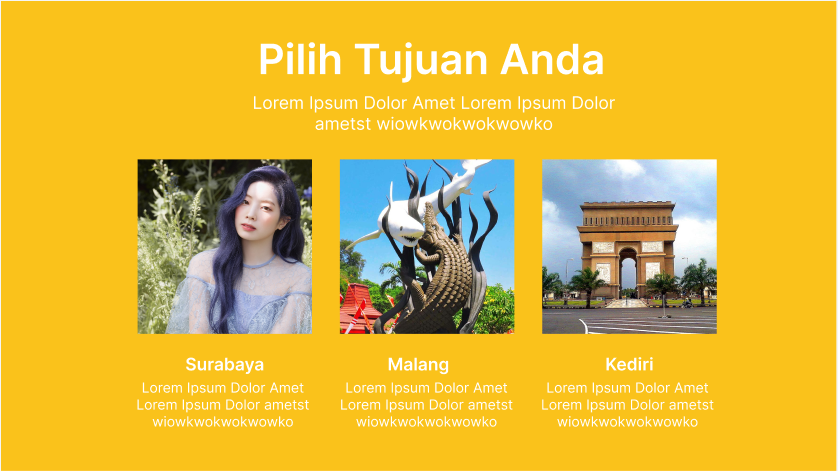 Pilih Tujuan Anda
Lorem Ipsum Dolor Amet Lorem Ipsum Dolor
ametst wiowkwokwokwowko
Surabaya
Lorem Ipsum Dolor Amet
Lorem Ipsum Dolor ametst
wiowkwokwokwowko
Malang
Lorem Ipsum Dolor Amet
Lorem Ipsum Dolor ametst
wiowkwokwokwowko
Kediri
Lorem Ipsum Dolor Amet
Lorem Ipsum Dolor ametst
wiowkwokwokwowko